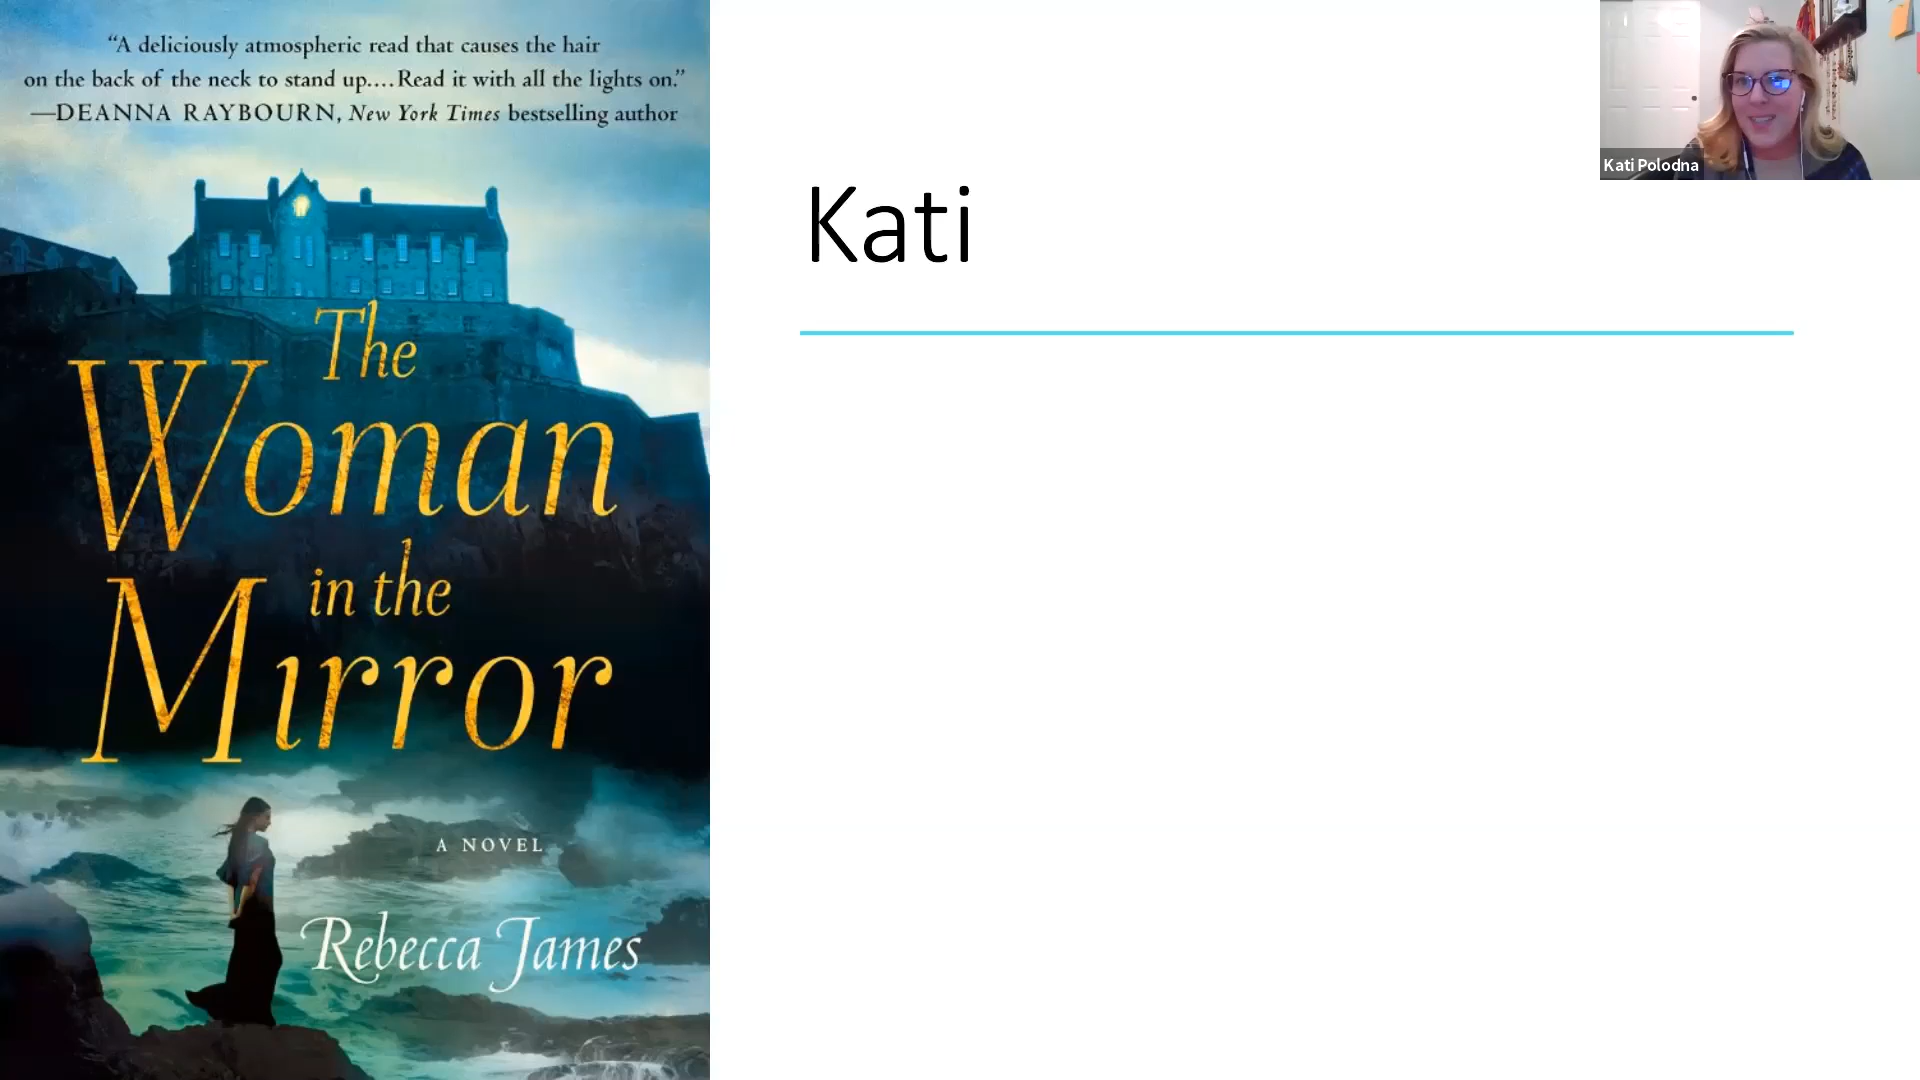 “A deliciously atmospheric read that causes the hair
on the back of the neck to stand up....Read it with all the lights on.”
—DEANNA RAYBOURN, New York Times bestselling author
The
Woman
in the
Mirror
A NOVEL
Rebecca James
Kati
Kati Polodna